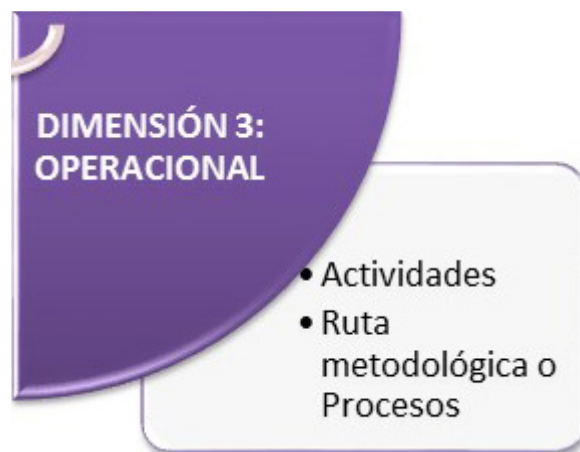 DIMENSIÓN 3:
OPERACIONAL
• Actividades
• Ruta
metodológica o
Procesos